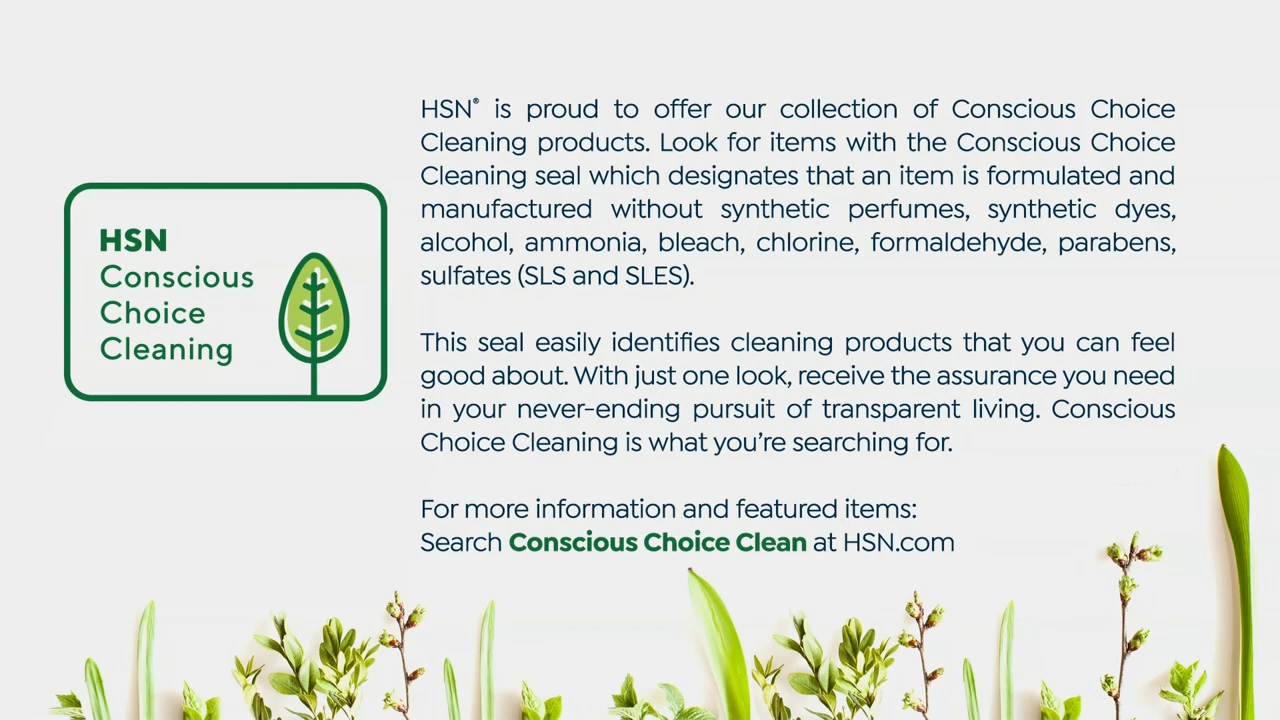 HSN
Conscious
Choice
Cleaning
HSN® is proud to offer our collection of Conscious Choice
Cleaning products. Look for items with the Conscious Choice
Cleaning seal which designates that an item is formulated and
manufactured without synthetic perfumes, synthetic dyes,
alcohol, ammonia, bleach, chlorine, formaldehyde, parabens,
sulfates (SLS and SLES).
This seal easily identifies cleaning products that you can feel
good about. With just one look, receive the assurance you need
in your never-ending pursuit of transparent living. Conscious
Choice Cleaning is what you’re searching for.
For more information and featured items:
Search Conscious Choice Clean at HSN.com